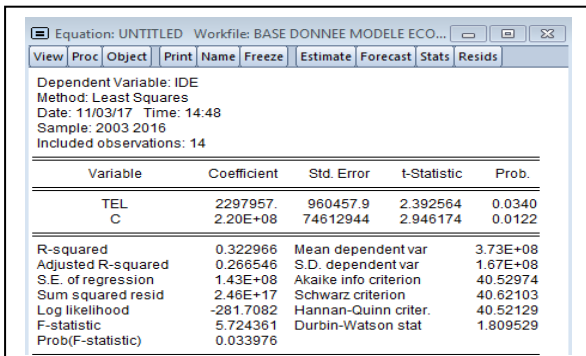 Equation: UNTITLED Workfile: BASE DONNEE MODELE ECO...
View Proc Object Print Name Freeze Estimate Forecast Stats Resids
Dependent Variable: IDE
Method: Least Squares
Date: 11/03/17 Time: 14:48
Sample: 2003 2016
Included observations: 14
Variable Coefficient Std. Error t-Statistic Prob.
TEL 2297957. 960457.9 2.392564 0.0340
C 2.20E+08 74612944 2.946174 0.0122
R-squared 0.322966 Mean dependent var 3.73E+08
Adjusted R-squared 0.266546 S.D. dependent var 1.67E+08
S.E. of regression 1.43E+08 Akaike info criterion 40.52974
Sum squared resid 2.46E+17 Schwarz criterion 40.62103
Log likelihood -281.7082 Hannan-Quinn criter. 40.52129
F-statistic 5.724361 Durbin-Watson stat 1.809529
Prob(F-statistic) 0.033976